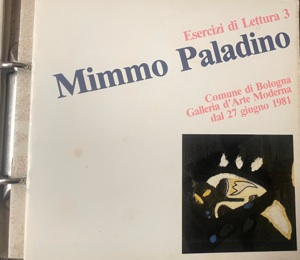 Esercizi di Lettura 3
Mimmo Paladino
Comune di Bologna
Galleria d'Arte Moderna
dal 27 giugno 1981